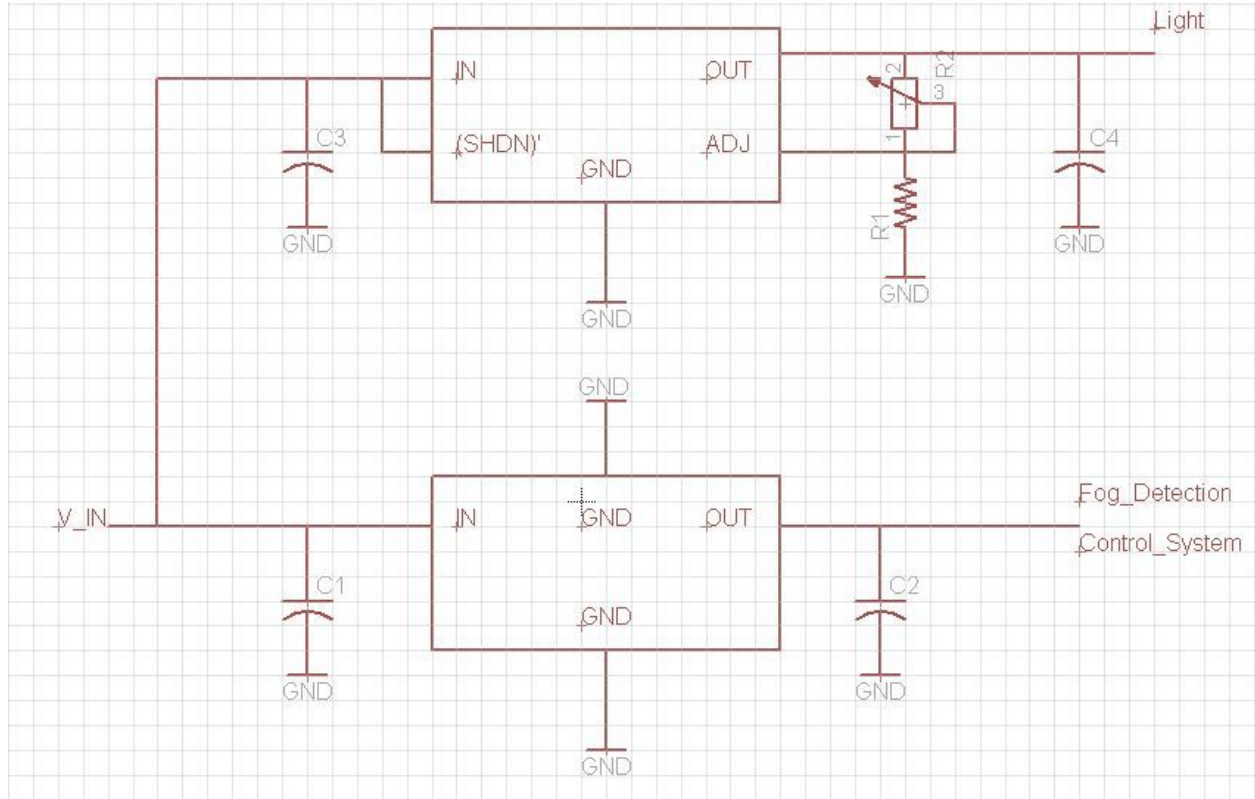 Light
IN
OUT
2
R2
3
C3
(SHDN)'
ADJ
1
C4
GND
R1
GND
GND
GND
GND
GND
Fog_Detection
V_IN
IN
GND
OUT
Control_System
C1
C2
GND
GND
GND
GND